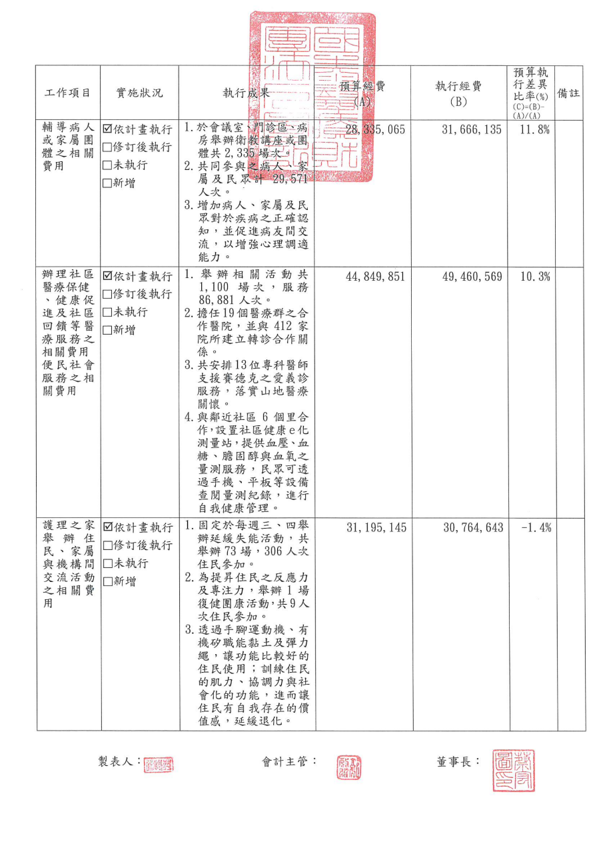 工作項目
實施狀況
執行成果
預算經費
(A)
執行經費
(B)
預算執
行差異
比率(%)
(C)=(B)-
(A)/(A)
備註
輔導病人
或家屬團
體之相關
費用
☑依計畫執行
□修訂後執行
□未執行
□新增
1. 於會議室、門診區、病
房舉辦衛教講座或團
體共 2,335 場次。
2. 共同參與之病人、家
屬及民眾計 29,571
人次。
3. 增加病人、家屬及民
眾對於疾病之正確認
知，並促進病友間交
流，以增強心理調適
能力。
28,335,065
31,666,135
11.8%
辦理社區
醫療保健
、健康促
進及社區
回饋等醫
療服務之
相關費用
便民社會
服務之相
關費用
☑依計畫執行
□修訂後執行
□未執行
□新增
1. 舉辦相關活動共
1,100 場次，服務
86,881 人次。
2. 擔任 19 個醫療群之合
作醫院，並與 412 家
院所建立轉診合作關
係。
3. 共安排 13 位專科醫師
支援賽德克之愛義診
服務，落實山地醫療
關懷。
4. 與鄰近社區 6 個里合
作，設置社區健康 e 化
測量站，提供血壓、血
糖、膽固醇與血氧之
量測服務，民眾可透
過手機、平板等設備
查閱量測紀錄，進行
自我健康管理。
44,849,851
49,460,569
10.3%
護理之家
舉辦住
民、家屬
與機構間
交流活動
之相關費
用
☑依計畫執行
□修訂後執行
□未執行
□新增
1. 固定於每週三、四舉
辦延緩失能活動，共
舉辦 73 場，306 人次
住民參加。
2. 為提昇住民之反應力
及專注力，舉辦 1 場
復健團康活動，共 9 人
次住民參加。
3. 透過手腳運動機、有
機矽職能黏土及彈力
繩，讓功能比較好的
住民使用；訓練住民
的肌力、協調力與社
會化的功能，進而讓
住民有自我存在的價
值感，延緩退化。
31,195,145
30,764,643
-1.4%
製表人：
會計主管：
董事長：